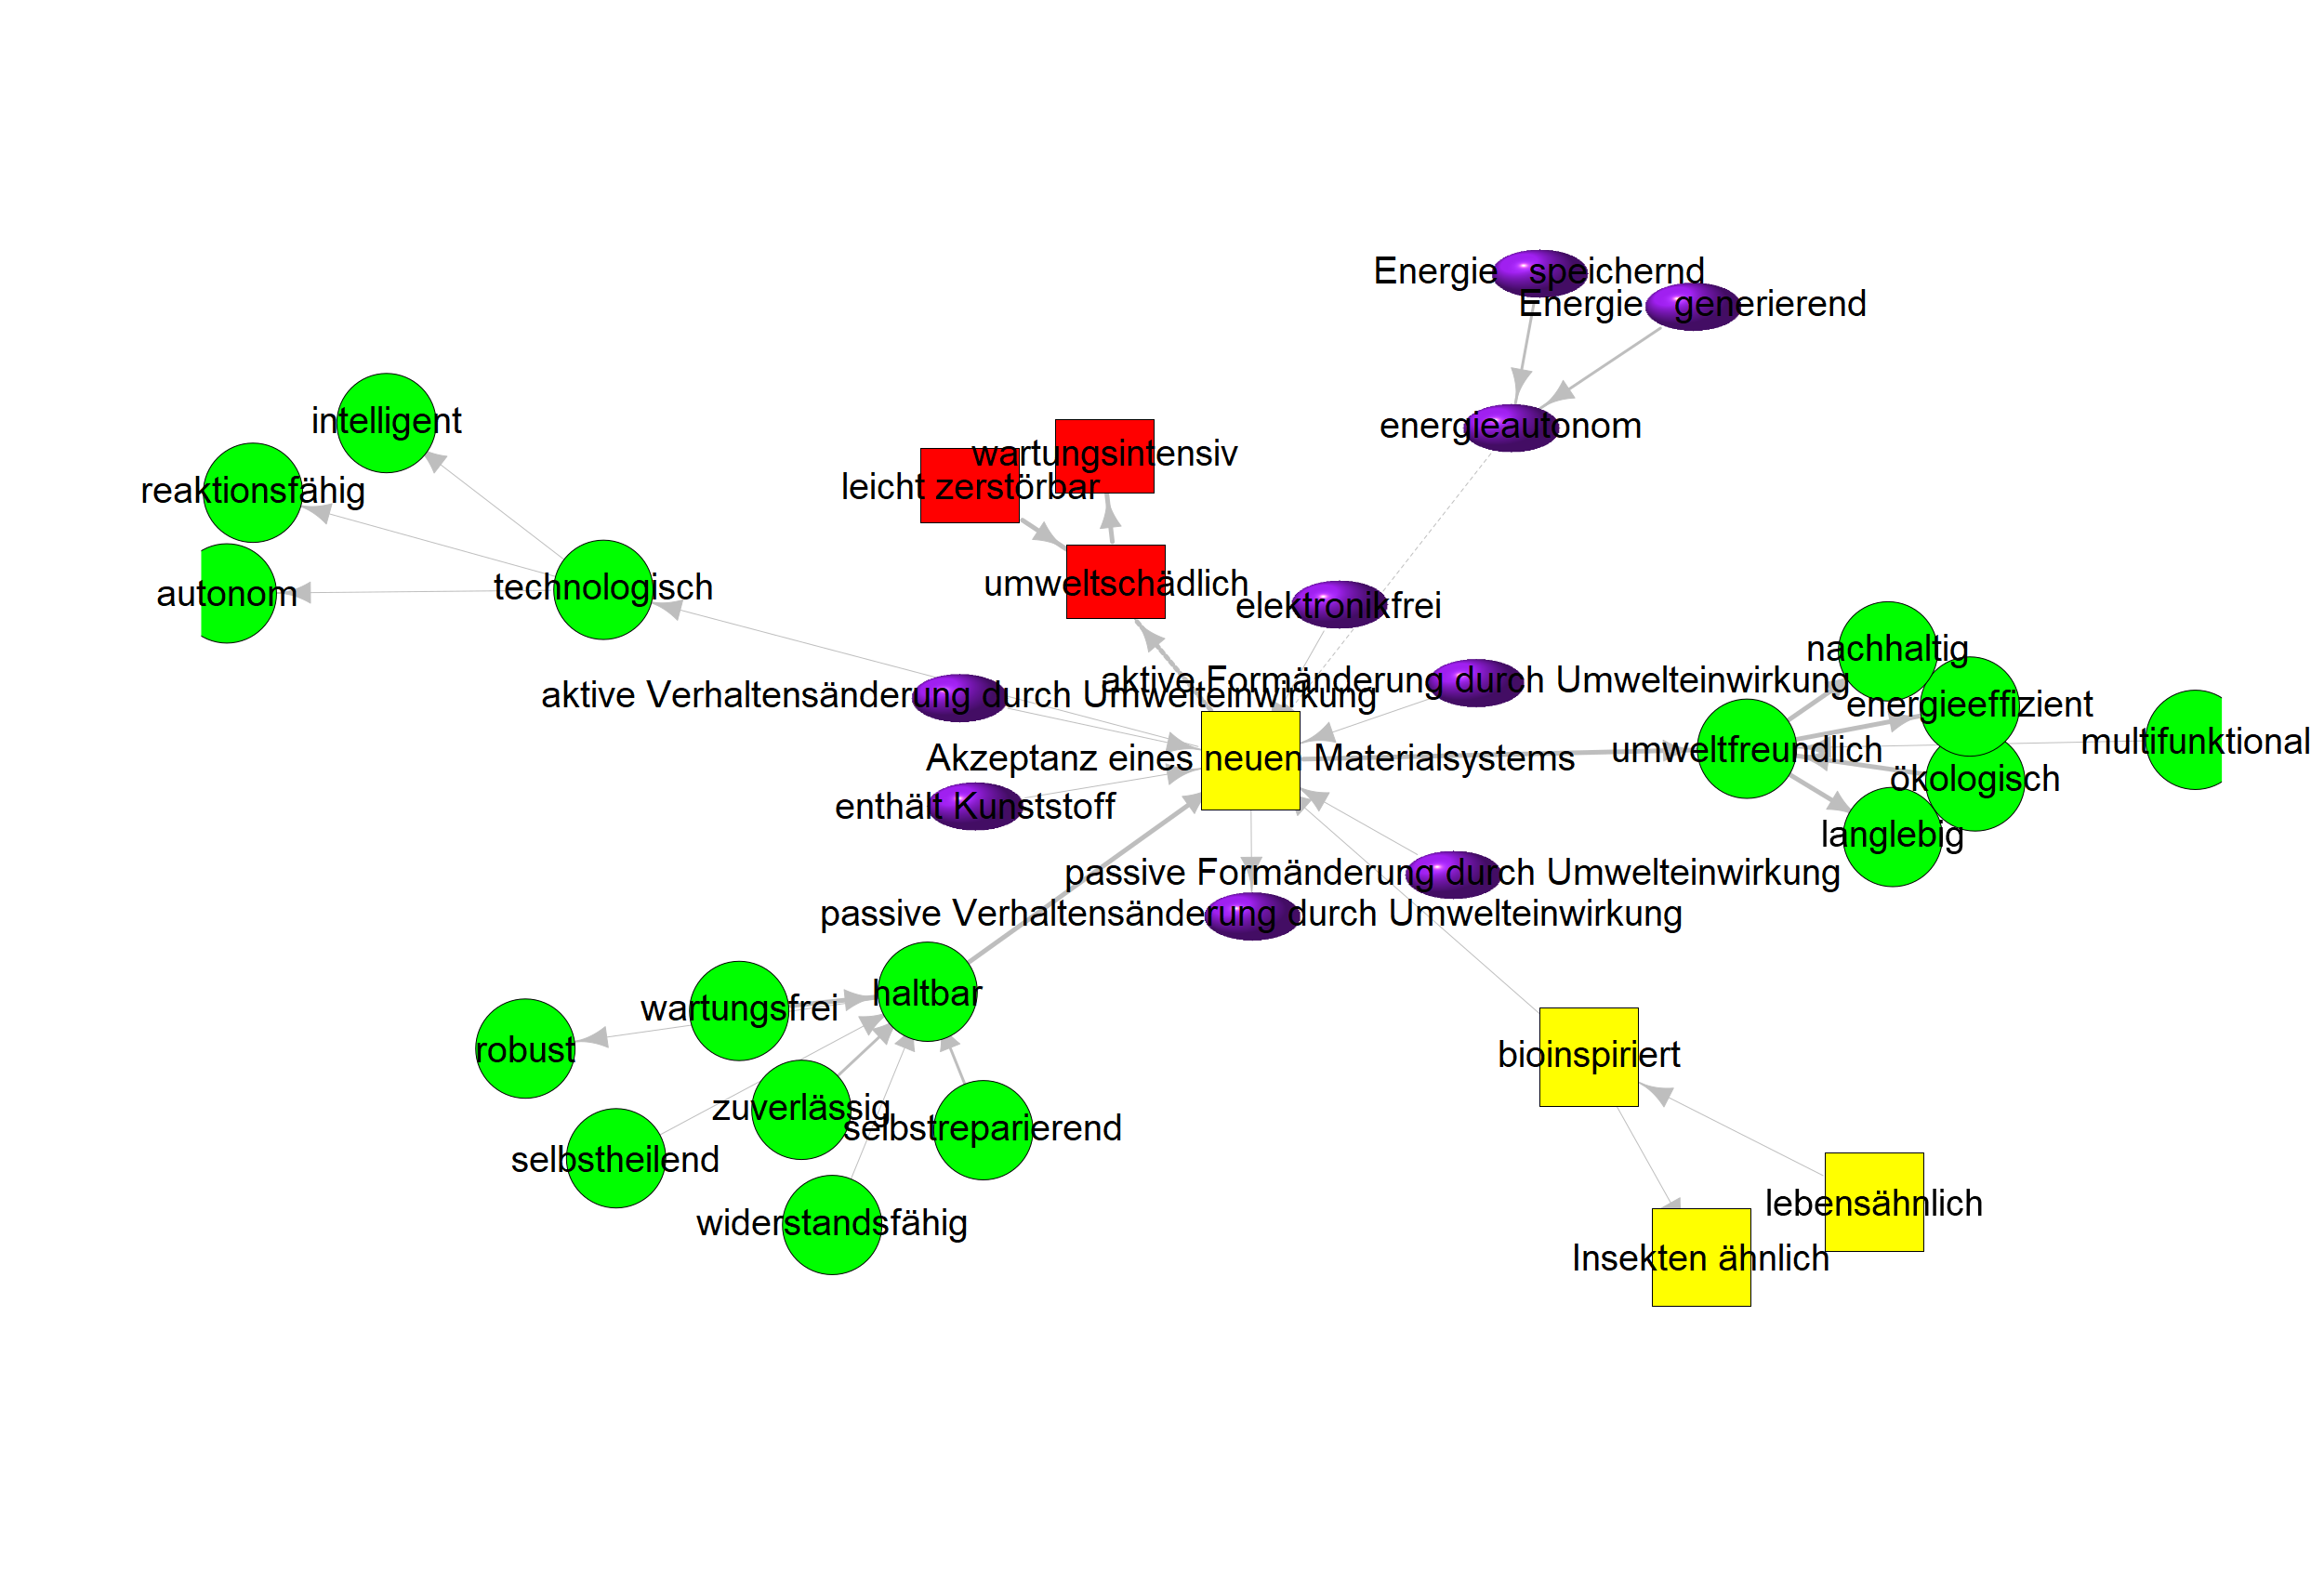 Energie speichernd
Energie generierend
intelligent
energieautonom
wartungsintensiv
leicht zerstörbar
reaktionsfähig
umweltschädlich
technologisch
autonom
elektronikfrei
nachhaltig
aktive Formänderung durch Umwelteinwirkung
aktive Verhaltensänderung durch Umwelteinwirkung
energieeffizient
multifunktional
umweltfreundlich
Akzeptanz eines neuen Materialsystems
ökologisch
enthält Kunststoff
langlebig
passive Formänderung durch Umwelteinwirkung
passive Verhaltensänderung durch Umwelteinwirkung
haltbar
wartungsfrei
robust
bioinspiriert
zuverlässig
selbstreparierend
selbstheilend
lebensähnlich
widerstandsfähig
Insekten ähnlich